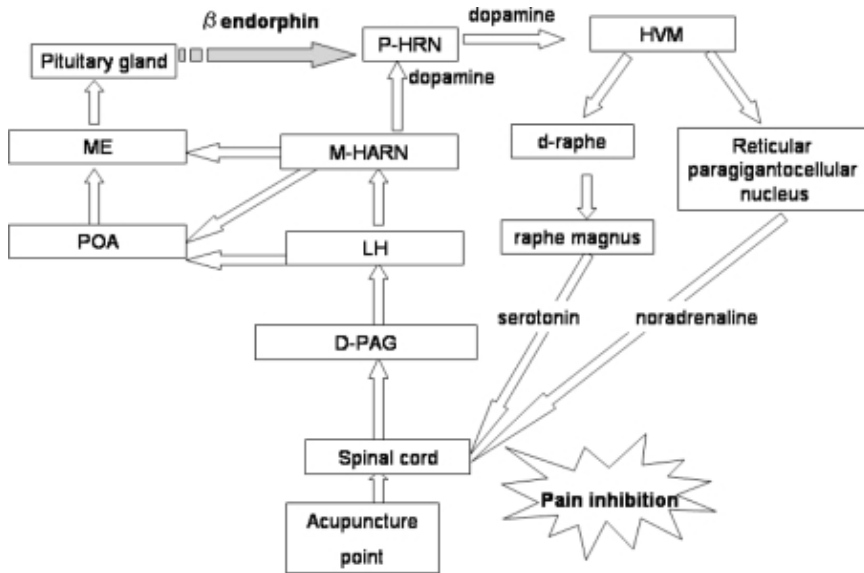 β endorphin
dopamine
Pituitary gland
P-HRN
HVM
dopamine
ME
M-HARN
d-raphe
Reticular
paragigantocellular
nucleus
POA
LH
raphe magnus
serotonin
noradrenaline
D-PAG
Spinal cord
Pain inhibition
Acupuncture
point